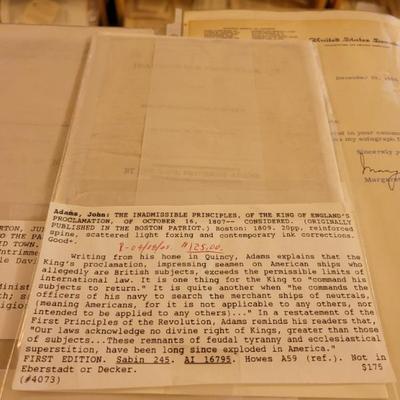 United States Senate
December
Sincerely
Adams, John: THE INADMISSIBLE PRINCIPLES, OF THE KING OF ENGLAND'S
PROCLAMATION, OF OCTOBER 16, 1807-- CONSIDERED. (ORIGINALLY
PUBLISHED IN THE BOSTON PATRIOT.) Boston: 1809. 20pp, reinforced
spine, scattered light foxing and contemporary ink corrections.
Good+.
$125.00
Writing from his home in Quincy, Adams explains that the
King's proclamation, impressing seamen on American ships who
allegedly are British subjects, exceeds the permissible limits of
international law. It is one thing for the King to "command his
subjects to return." It is quite another when "he commands the
officers of his navy to search the merchant ships of neutrals,
(meaning Americans, for it is not applicable to any others, nor
intended to be applied to any others)..." In a restatement of the
First Principles of the Revolution, Adams reminds his readers that,
"Our laws acknowledge no divine right of Kings, greater than those
of subjects...These remnants of feudal tyranny and ecclesiastical
superstition, have been long since exploded in America."
FIRST EDITION. Sabin 245. AI 16795. Howes A59 (ref.). Not in
Eberstadt or Decker. $175
(#4073)